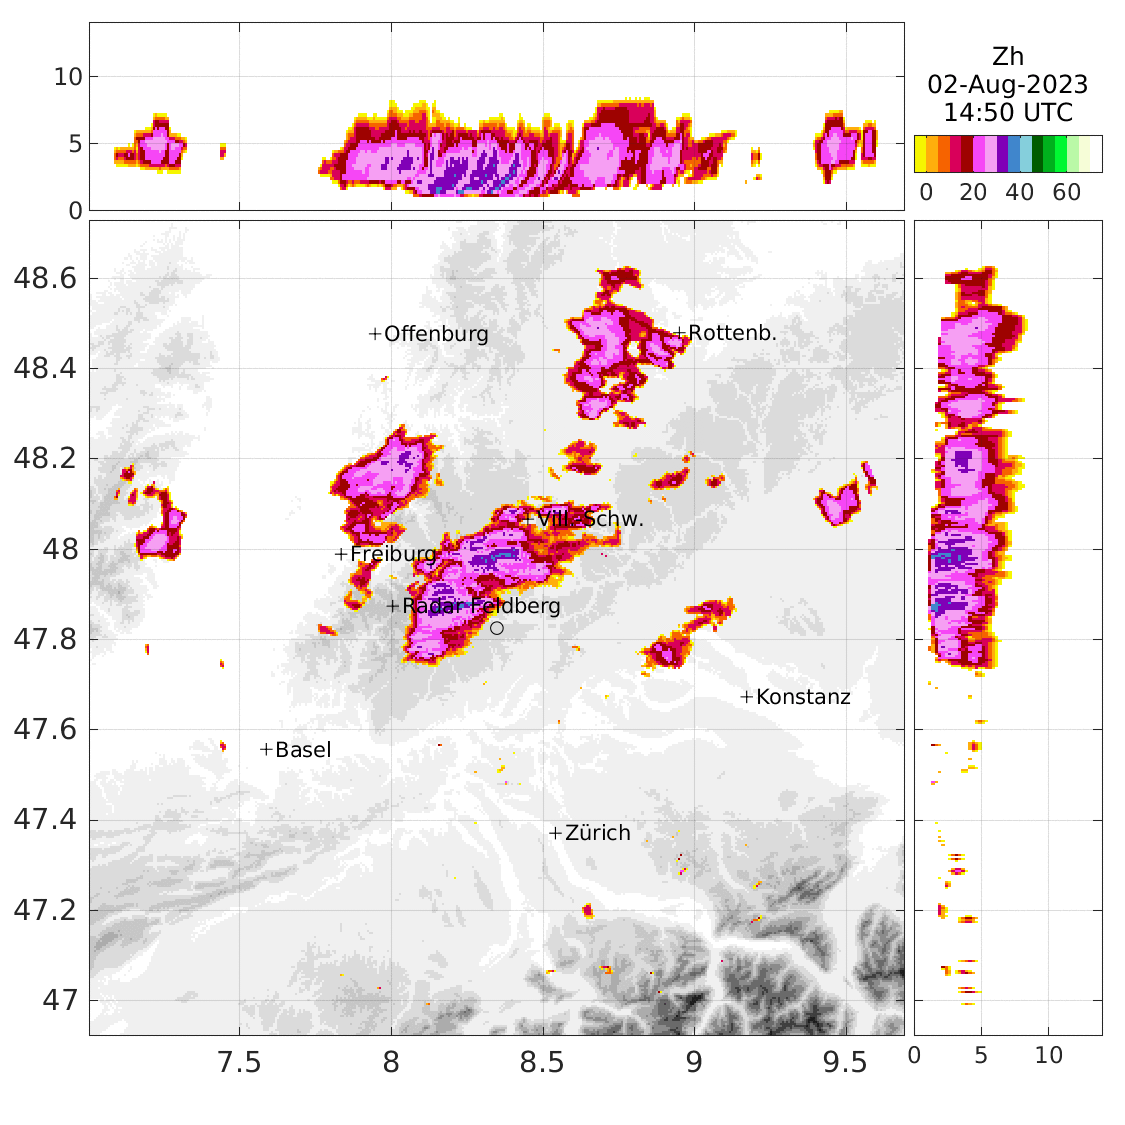 Zh
02-Aug-2023
14:50 UTC
0 20 40 60
10
5
0
48.6
Offenburg
Rottenb.
48.4
48.2
Vill.-Schw.
48
Freiburg
Radar Feldberg
47.8
Konstanz
47.6
Basel
47.4
Zürich
47.2
47
7.5 8 8.5 9 9.5
0 5 10